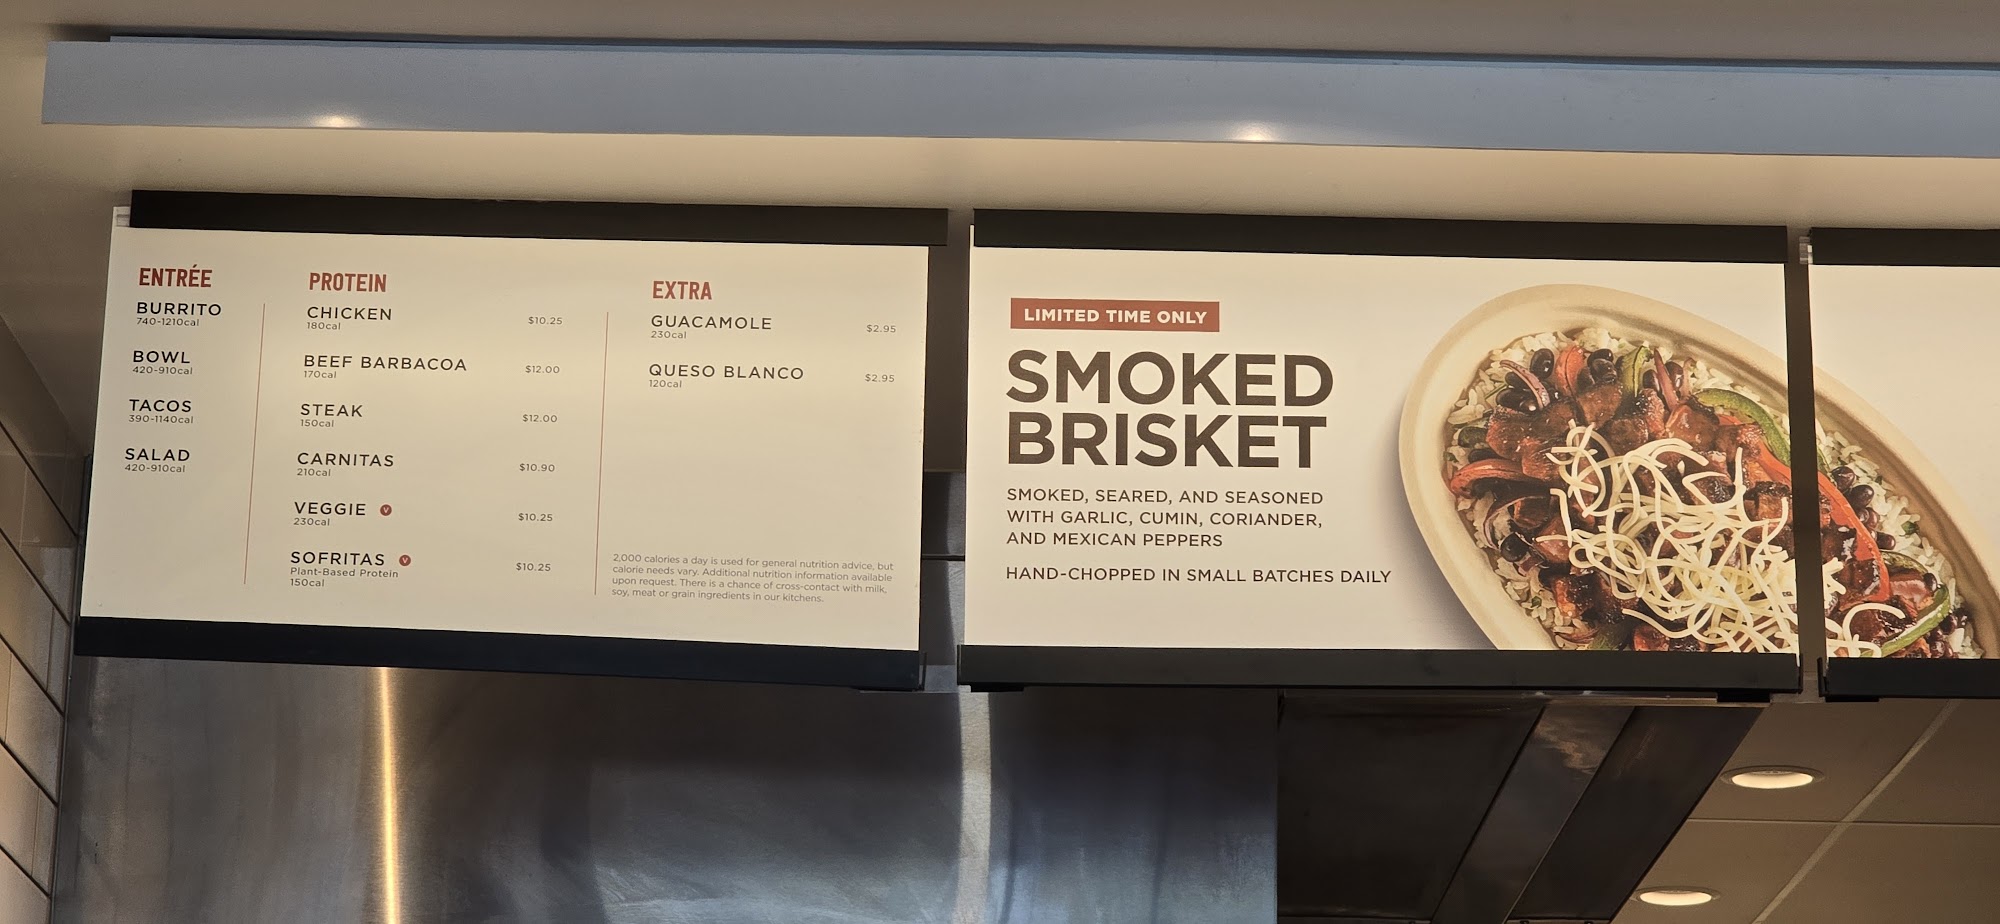 ENTRÉE
BURRITO
740-1210cal
BOWL
420-910cal
TACOS
390-1140cal
SALAD
420-910cal
PROTEIN
CHICKEN $10.25
180cal
BEEF BARBACOA $12.00
170cal
STEAK $12.00
150cal
CARNITAS $10.90
210cal
VEGGIE V $10.25
230cal
SOFRITAS V $10.25
Plant-Based Protein
150cal
EXTRA
GUACAMOLE $2.95
230cal
QUESO BLANCO $2.95
120cal
2,000 calories a day is used for general nutrition advice, but
calorie needs vary. Additional nutrition information available
upon request. There is a chance of cross-contact with milk,
soy, meat or grain ingredients in our kitchens.
LIMITED TIME ONLY
SMOKED
BRISKET
SMOKED, SEARED, AND SEASONED
WITH GARLIC, CUMIN, CORIANDER,
AND MEXICAN PEPPERS
HAND-CHOPPED IN SMALL BATCHES DAILY